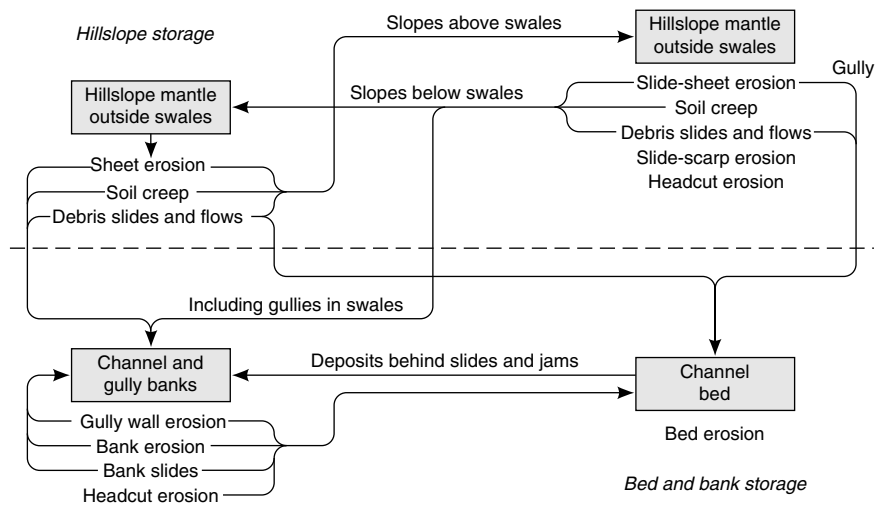 Hillslope storage
Slopes above swales
Hillslope mantle
outside swales
Gully
Slide-sheet erosion
Soil creep
Debris slides and flows
Slide-scarp erosion
Headcut erosion
Slopes below swales
Hillslope mantle
outside swales
Sheet erosion
Soil creep
Debris slides and flows
Including gullies in swales
Channel and
gully banks
Deposits behind slides and jams
Channel
bed
Gully wall erosion
Bank erosion
Bank slides
Headcut erosion
Bed erosion
Bed and bank storage